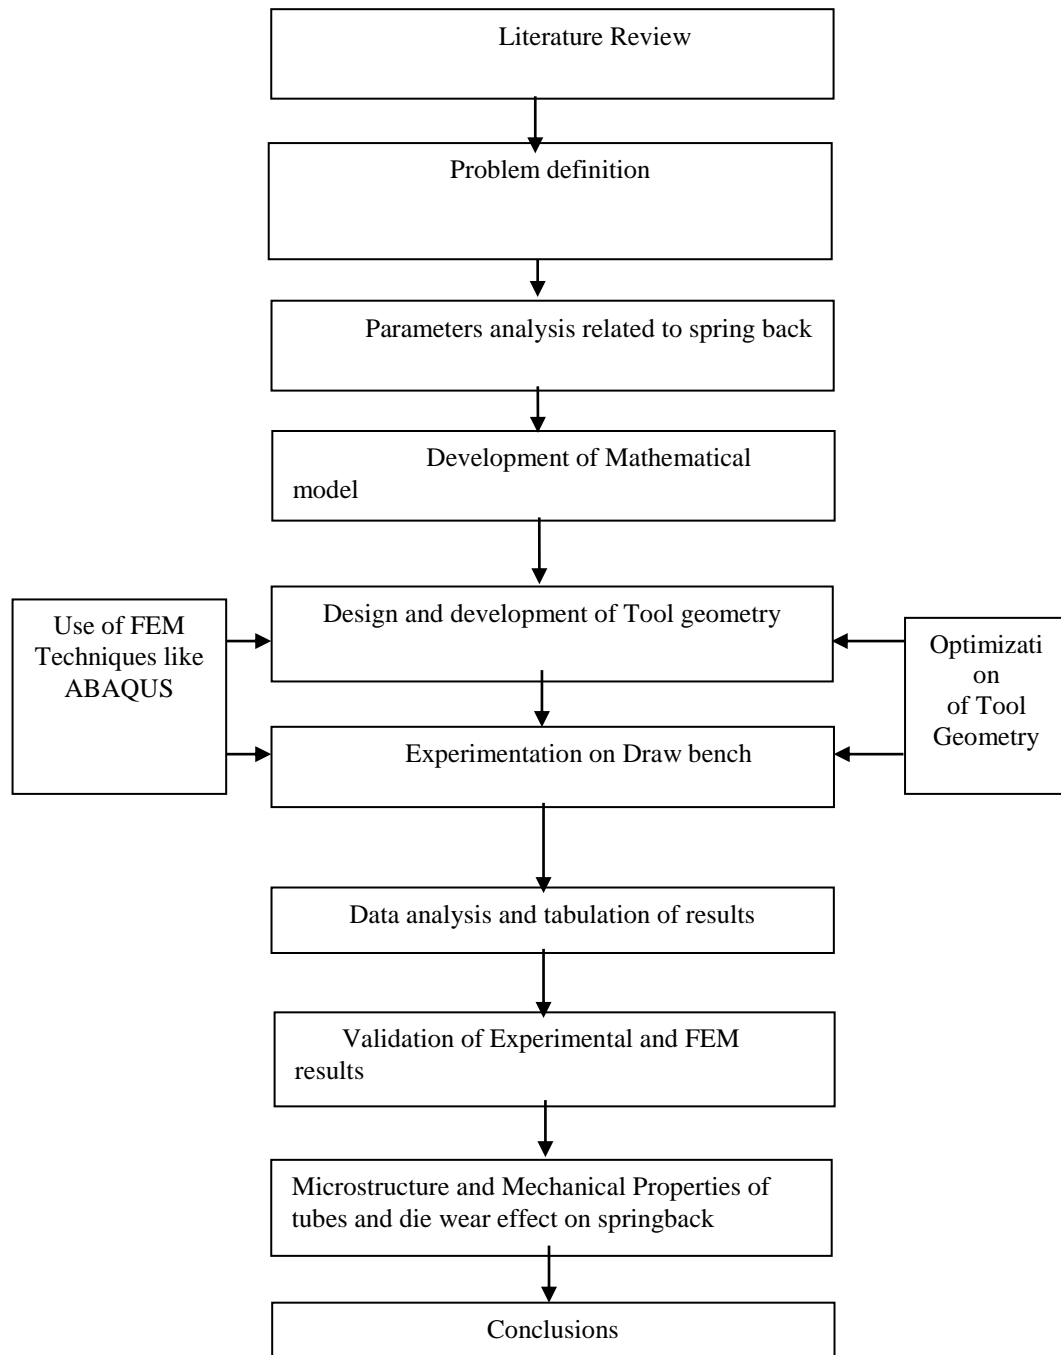 Literature Review
Problem definition
Parameters analysis related to spring back
Development of Mathematical
model
Design and development of Tool geometry
Use of FEM
Techniques like
ABAQUS
Optimizati
on
of Tool
Geometry
Experimentation on Draw bench
Data analysis and tabulation of results
Validation of Experimental and FEM
results
Microstructure and Mechanical Properties of
tubes and die wear effect on springback
Conclusions